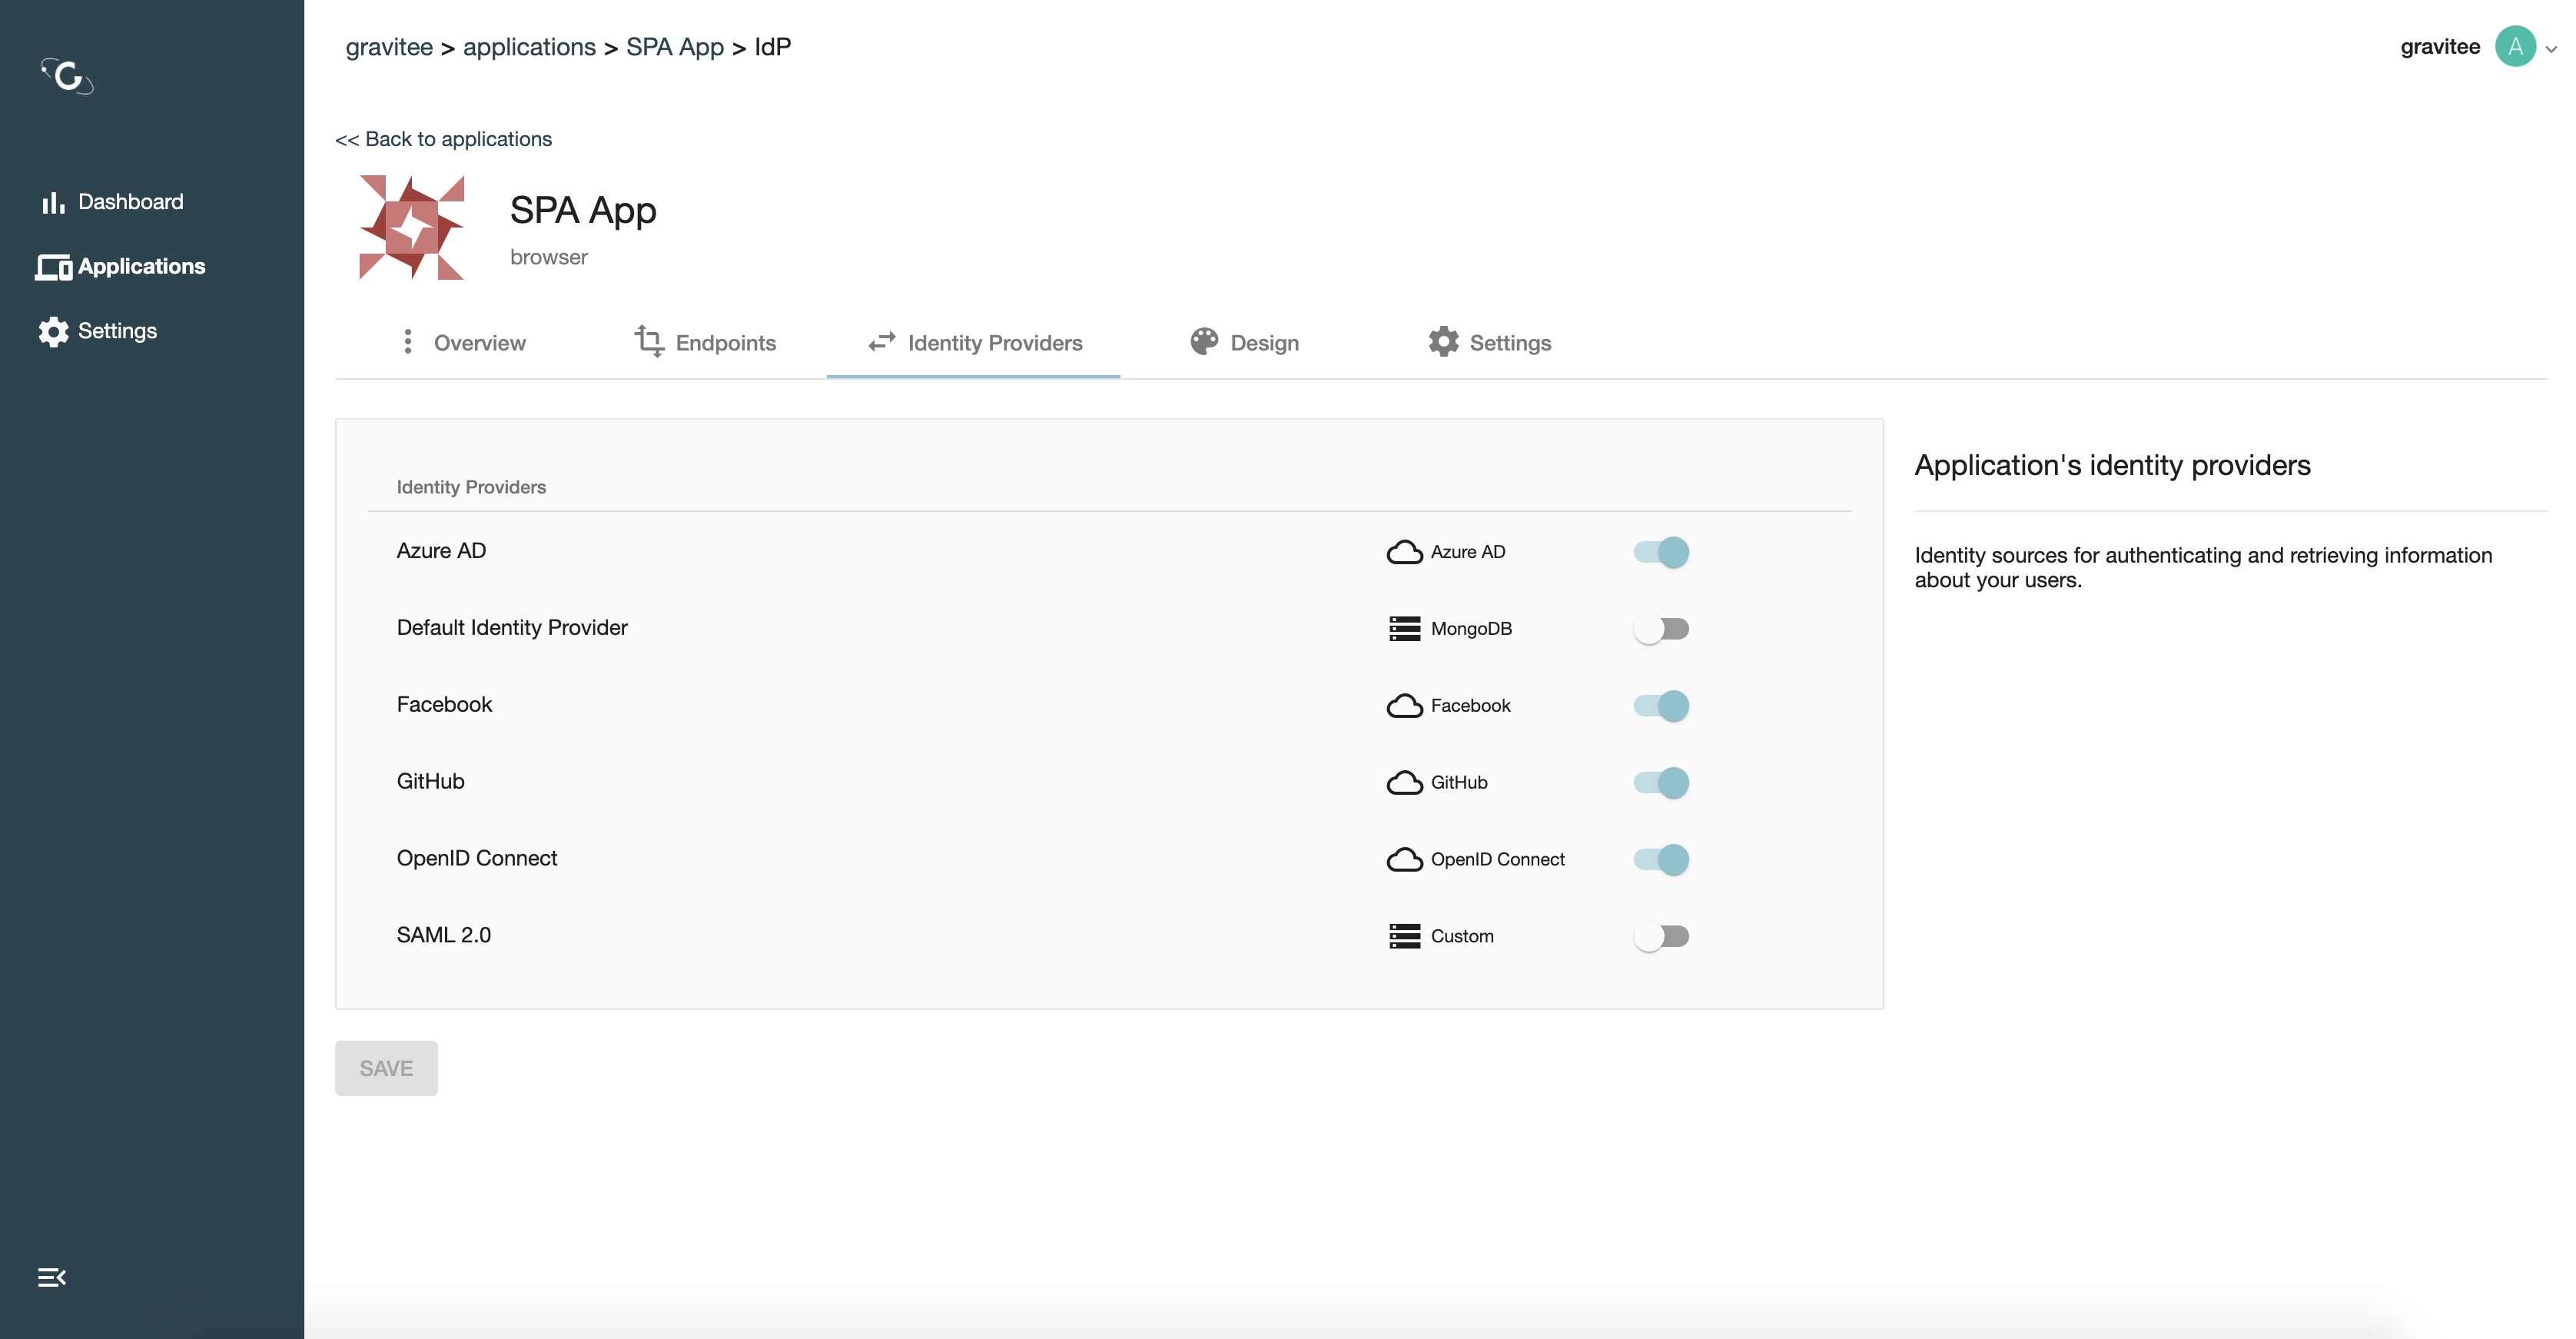 gravitee > applications > SPA App > IdP
gravitee A
Dashboard
Applications
Settings
<< Back to applications
SPA App
browser
Overview
Endpoints
Identity Providers
Design
Settings
Identity Providers
Azure AD Azure AD
Default Identity Provider MongoDB
Facebook Facebook
GitHub GitHub
OpenID Connect OpenID Connect
SAML 2.0 Custom
SAVE
Application's identity providers
Identity sources for authenticating and retrieving information
about your users.